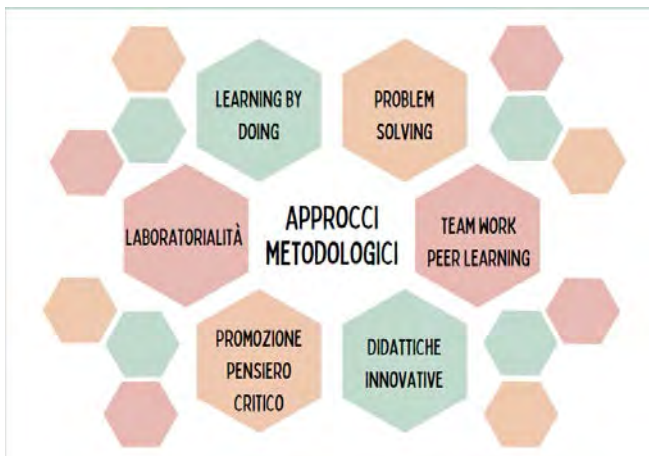 LEARNING BY
DOING
PROBLEM
SOLVING
LABORATORIALITÀ
APPROCCI
METODOLOGICI
TEAM WORK
PEER LEARNING
PROMOZIONE
PENSIERO
CRITICO
DIDATTICHE
INNOVATIVE